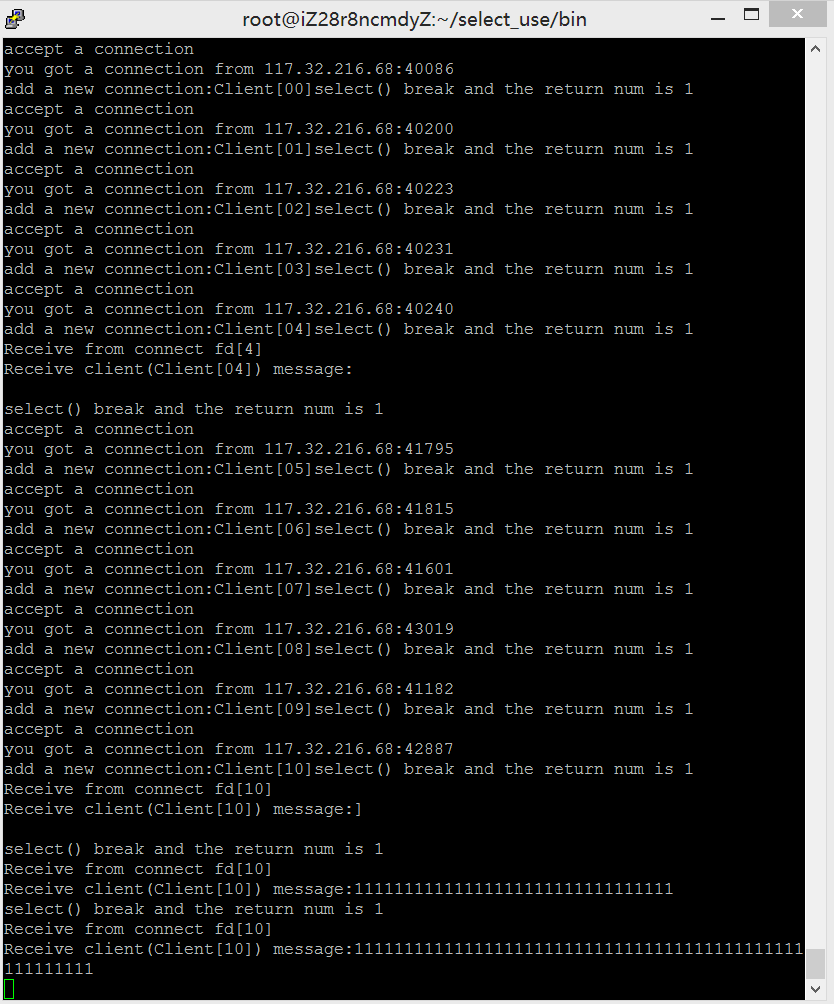 root@iZ28r8ncmdyZ:~/select_use/bin
accept a connection
you got a connection from 117.32.216.68:40086
add a new connection:Client[00]select() break and the return num is 1
accept a connection
you got a connection from 117.32.216.68:40200
add a new connection:Client[01]select() break and the return num is 1
accept a connection
you got a connection from 117.32.216.68:40223
add a new connection:Client[02]select() break and the return num is 1
accept a connection
you got a connection from 117.32.216.68:40231
add a new connection:Client[03]select() break and the return num is 1
accept a connection
you got a connection from 117.32.216.68:40240
add a new connection:Client[04]select() break and the return num is 1
Receive from connect fd[4]
Receive client(Client[04]) message:
select() break and the return num is 1
accept a connection
you got a connection from 117.32.216.68:41795
add a new connection:Client[05]select() break and the return num is 1
accept a connection
you got a connection from 117.32.216.68:41815
add a new connection:Client[06]select() break and the return num is 1
accept a connection
you got a connection from 117.32.216.68:41601
add a new connection:Client[07]select() break and the return num is 1
accept a connection
you got a connection from 117.32.216.68:43019
add a new connection:Client[08]select() break and the return num is 1
accept a connection
you got a connection from 117.32.216.68:41182
add a new connection:Client[09]select() break and the return num is 1
accept a connection
you got a connection from 117.32.216.68:42887
add a new connection:Client[10]select() break and the return num is 1
Receive from connect fd[10]
Receive client(Client[10]) message:]
select() break and the return num is 1
Receive from connect fd[10]
Receive client(Client[10]) message:11111111111111111111111111111111
select() break and the return num is 1
Receive from connect fd[10]
Receive client(Client[10]) message:111111111111111111111111111111111111111111111
111111111